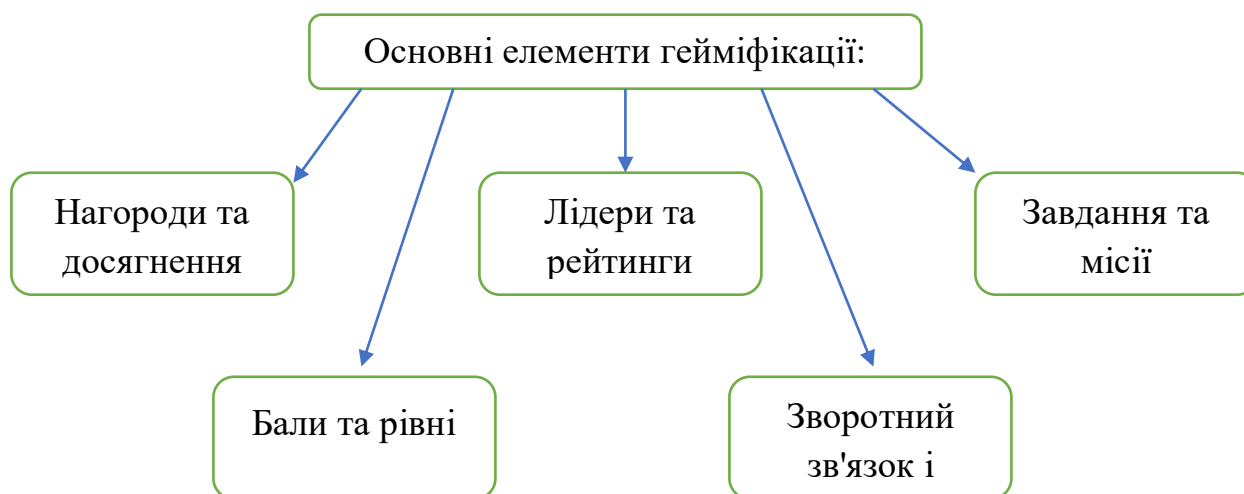 Основні елементи гейміфікації:
Нагороди та
досягнення
Лідери та
рейтинги
Завдання та
місії
Бали та рівні
Зворотний
зв'язок і